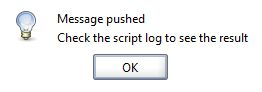 Message pushed
Check the script log to see the result
OK